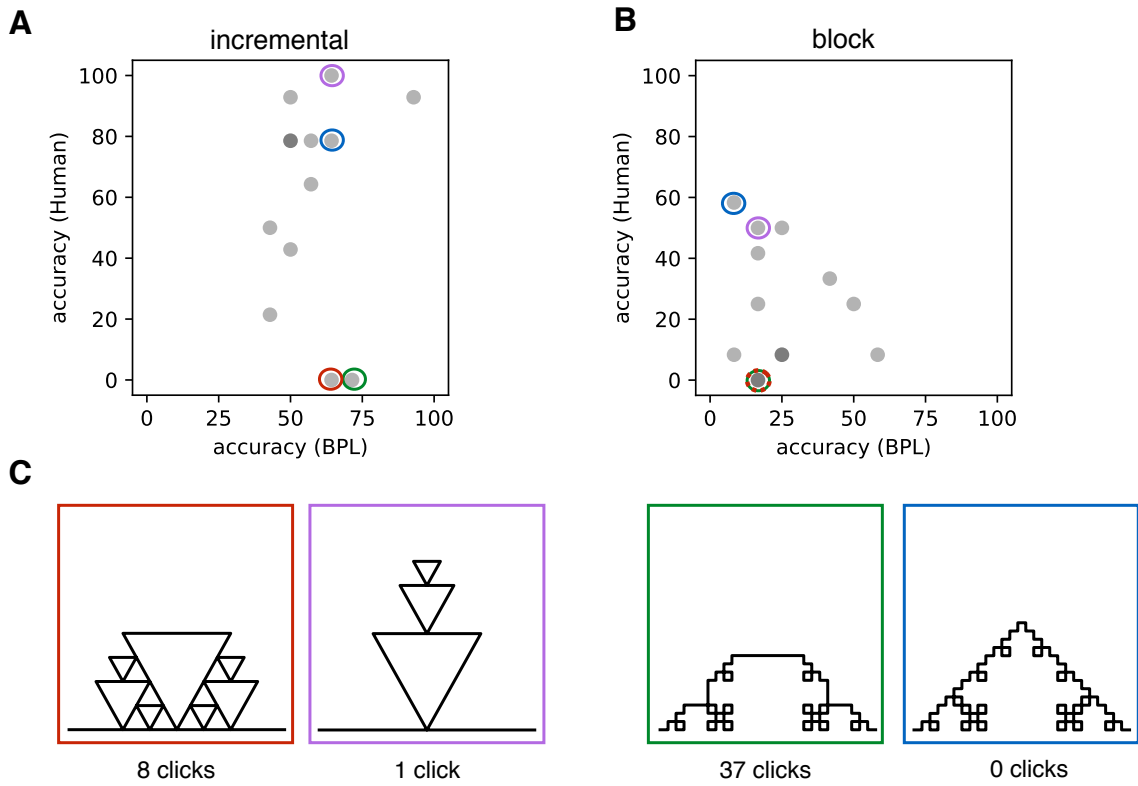 A
incremental
100
80
60
40
20
0
accuracy (Human)
0 25 50 75 100
accuracy (BPL)
B
block
100
80
60
40
20
0
accuracy (Human)
0 25 50 75 100
accuracy (BPL)
C
8 clicks
1 click
37 clicks
0 clicks